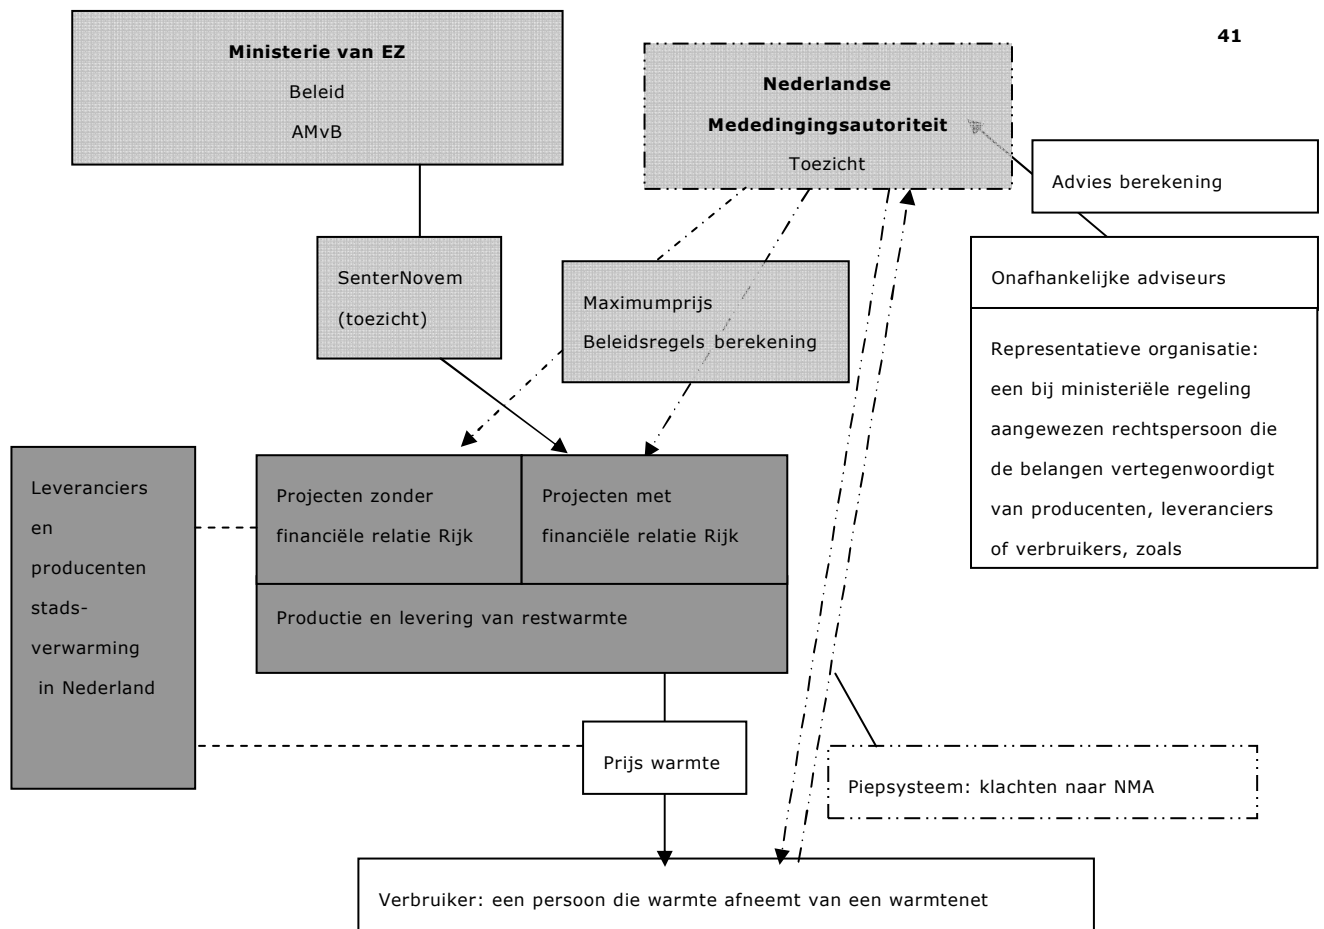 41
Ministerie van EZ
Beleid
AMvB
Nederlandse
Mededingingsautoriteit
Toezicht
Advies berekening
SenterNovem
(toezicht)
Maximumprijs
Beleidsregels berekening
Onafhankelijke adviseurs
Representatieve organisatie:
een bij ministeriële regeling
aangewezen rechtspersoon die
de belangen vertegenwoordigt
van producenten, leveranciers
of verbruikers, zoals
Leveranciers
en
producenten
stads-
verwarming
in Nederland
Projecten zonder
financiële relatie Rijk
Projecten met
financiële relatie Rijk
Productie en levering van restwarmte
Prijs warmte
Piepsysteem: klachten naar NMA
Verbruiker: een persoon die warmte afneemt van een warmtenet